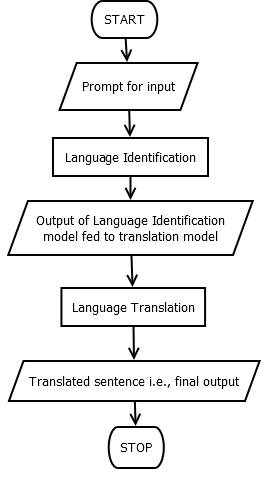 START
Prompt for input
Language Identification
Output of Language Identification
model fed to translation model
Language Translation
Translated sentence i.e., final output
STOP